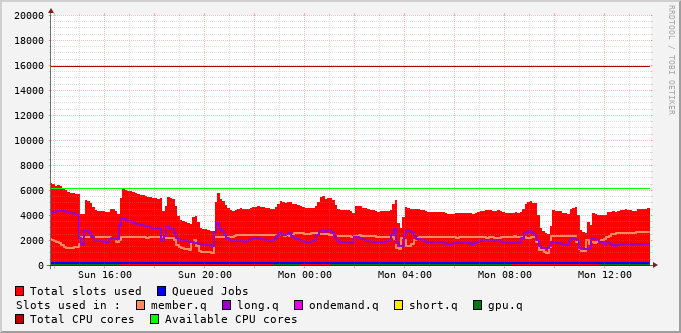 20000
18000
16000
14000
12000
10000
8000
6000
4000
2000
0
Sun 16:00 Sun 20:00 Mon 00:00 Mon 04:00 Mon 08:00 Mon 12:00
RRDTOOL / TOBI OETIKER
Total slots used Queued Jobs
Slots used in : member.q long.q ondemand.q short.q gpu.q
Total CPU cores Available CPU cores